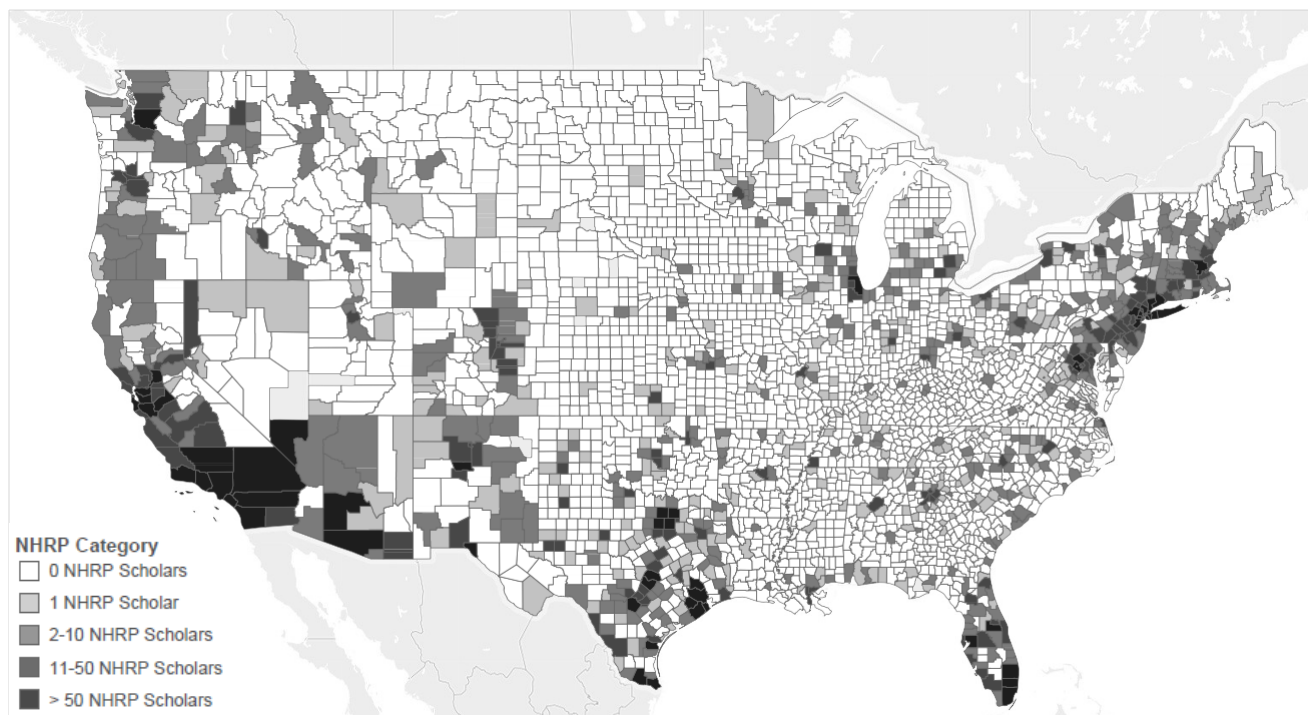 NHRP Category
0 NHRP Scholars
1 NHRP Scholar
2-10 NHRP Scholars
11-50 NHRP Scholars
> 50 NHRP Scholars